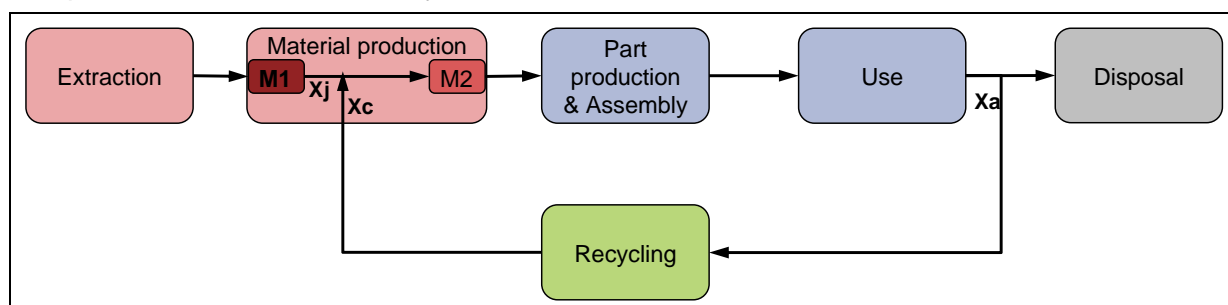 Extraction
Material production
M1
Xj
M2
Xc
Part
production
& Assembly
Use
Xa
Disposal
Recycling